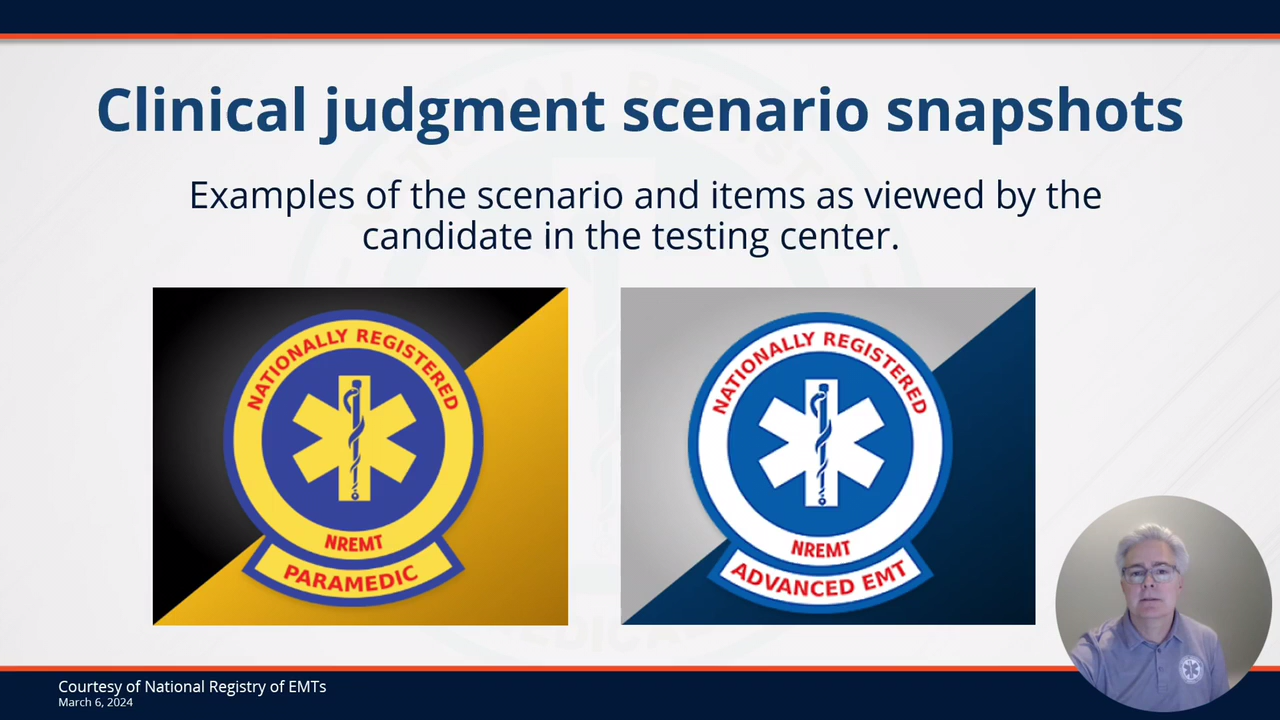 Clinical judgment scenario snapshots
Examples of the scenario and items as viewed by the
candidate in the testing center.
NATIONALLY REGISTERED
NREMT
PARAMEDIC
NATIONALLY REGISTERED
NREMT
ADVANCED EMT
Courtesy of National Registry of EMTs
March 6, 2024